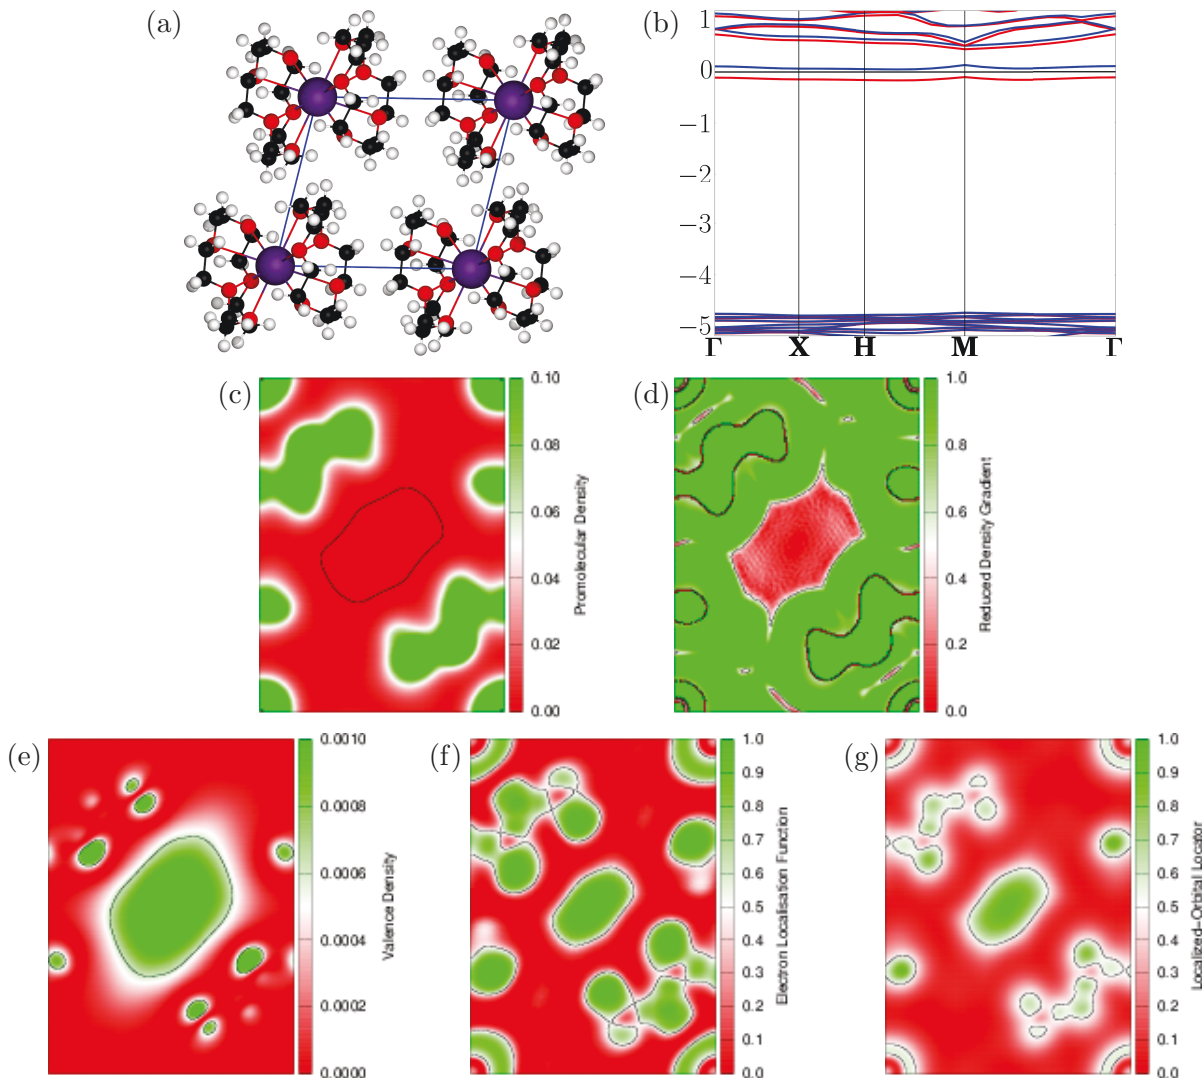 (a)
(b)
1
0
−1
−2
−3
−4
−5
Γ
X
H
M
Γ
(c)
0.10
0.08
0.06
0.04
0.02
0.00
Promolecular Density
(d)
1.0
0.8
0.6
0.4
0.2
0.0
Reduced Density Gradient
(e)
0.0010
0.0008
0.0006
0.0004
0.0002
0.0000
Valence Density
(f)
1.0
0.9
0.8
0.7
0.6
0.5
0.4
0.3
0.2
0.1
0.0
Electron Localisation Function
(g)
1.0
0.9
0.8
0.7
0.6
0.5
0.4
0.3
0.2
0.1
0.0
Localized-Orbital Locator